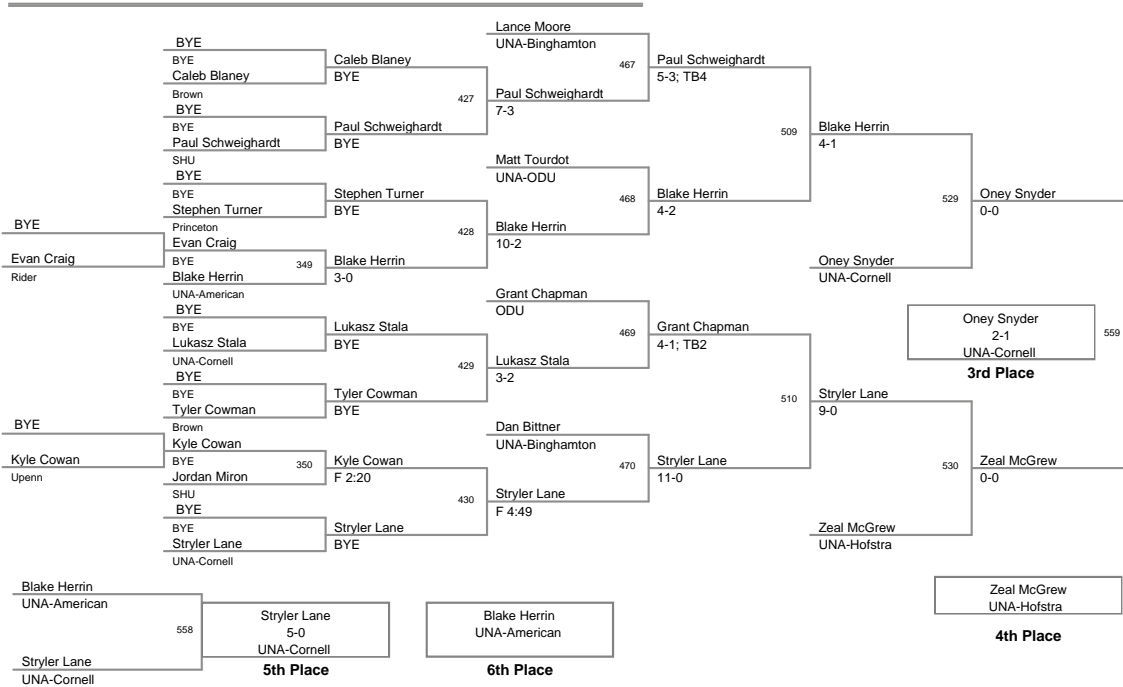 Lance Moore
UNA-Binghamton
BYE
BYE
Caleb Blaney
Brown
Caleb Blaney
BYE
467
Paul Schweighardt
5-3; TB4
427
Paul Schweighardt
7-3
BYE
BYE
Paul Schweighardt
SHU
Paul Schweighardt
BYE
509
Blake Herrin
4-1
Matt Tourdot
UNA-ODU
BYE
BYE
Stephen Turner
Princeton
Stephen Turner
BYE
468
Blake Herrin
4-2
529
Oney Snyder
0-0
428
Blake Herrin
10-2
BYE
Evan Craig
Rider
Evan Craig
BYE
349
Blake Herrin
UNA-American
Blake Herrin
3-0
Oney Snyder
UNA-Cornell
Grant Chapman
ODU
BYE
BYE
Lukasz Stala
UNA-Cornell
Lukasz Stala
BYE
469
Grant Chapman
4-1; TB2
Oney Snyder
2-1
UNA-Cornell
559
3rd Place
429
Lukasz Stala
3-2
BYE
BYE
Tyler Cowman
Brown
Tyler Cowman
BYE
510
Stryler Lane
9-0
Dan Bittner
UNA-Binghamton
BYE
Kyle Cowan
Upenn
Kyle Cowan
BYE
350
Jordan Miron
SHU
Kyle Cowan
F 2:20
470
Stryler Lane
11-0
530
Zeal McGrew
0-0
430
Stryler Lane
F 4:49
BYE
BYE
Stryler Lane
UNA-Cornell
Stryler Lane
BYE
Zeal McGrew
UNA-Hofstra
Blake Herrin
UNA-American
558
Stryler Lane
5-0
UNA-Cornell
5th Place
Blake Herrin
UNA-American
6th Place
Zeal McGrew
UNA-Hofstra
4th Place
Stryler Lane
UNA-Cornell